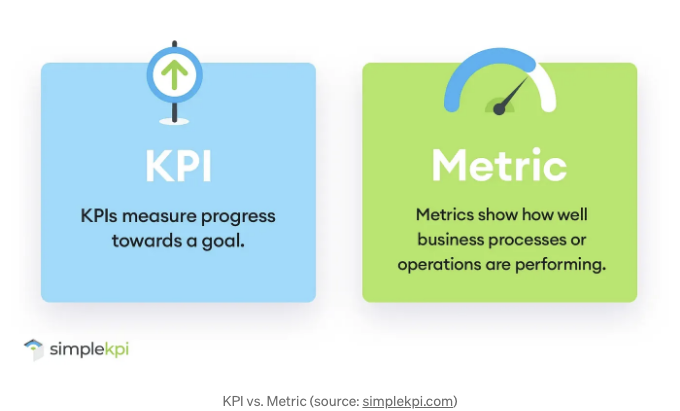 KPI
KPIs measure progress
towards a goal.
Metric
Metrics show how well
business processes or
operations are performing.
simplekpi
KPI vs. Metric (source: simplekpi.com)